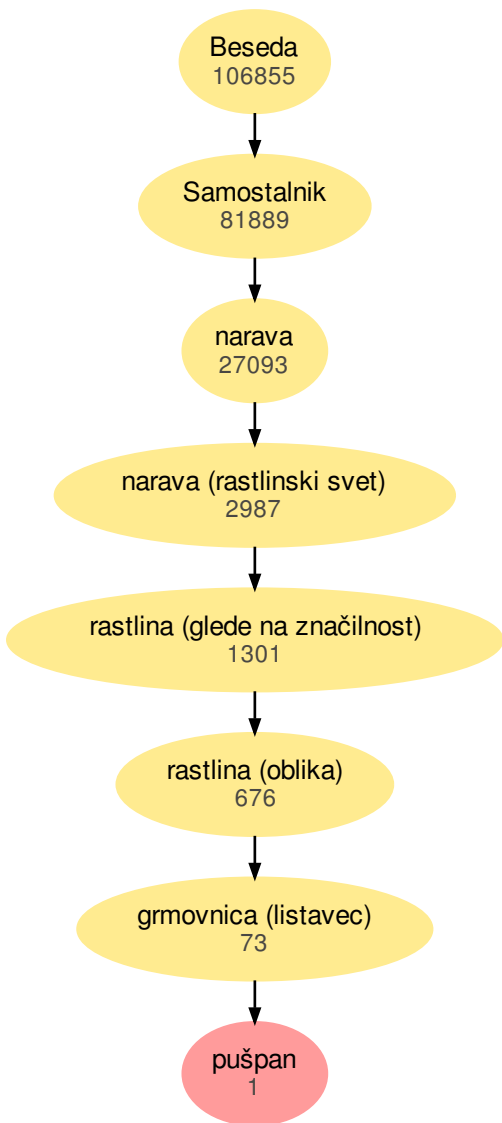 Beseda
106855
Samostalnik
81889
narava
27093
narava (rastlinski svet)
2987
rastlina (glede na značilnost)
1301
rastlina (oblika)
676
grmovnica (listavec)
73
pušpan
1